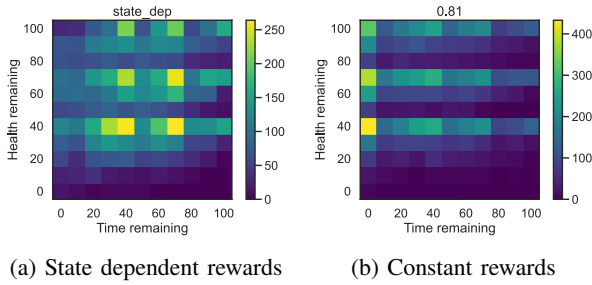 state_dep
0.81
Health remaining
100
80
60
40
20
0
0 20 40 60 80 100
Time remaining
250
200
150
100
50
0
Health remaining
100
80
60
40
20
0
0 20 40 60 80 100
Time remaining
400
300
200
100
0
(a) State dependent rewards
(b) Constant rewards